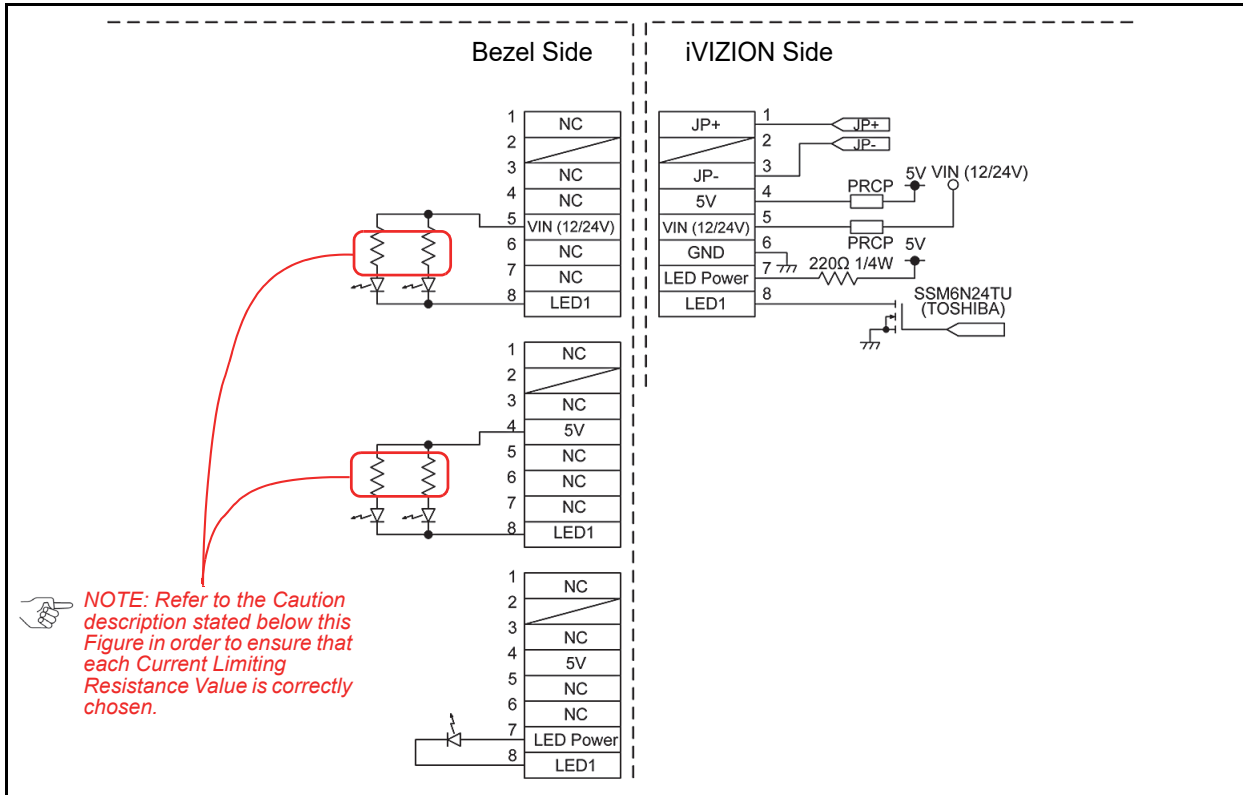 Bezel Side
iVIZION Side
1 NC
2
3 NC
4 NC
5 VIN (12/24V)
6 NC
7 NC
8 LED1
JP+ 1 JP+
2 JP-
JP- 3
5V 4 PRCP 5V VIN (12/24V)
VIN (12/24V) 5 PRCP
GND 6
LED Power 7 220Ω 1/4W 5V
LED1 8
SSM6N24TU
(TOSHIBA)
1 NC
2
3 NC
4 5V
5 NC
6 NC
7 NC
8 LED1
1 NC
2
3 NC
4 5V
5 NC
6 NC
7 LED Power
8 LED1
NOTE: Refer to the Caution
description stated below this
Figure in order to ensure that
each Current Limiting
Resistance Value is correctly
chosen.